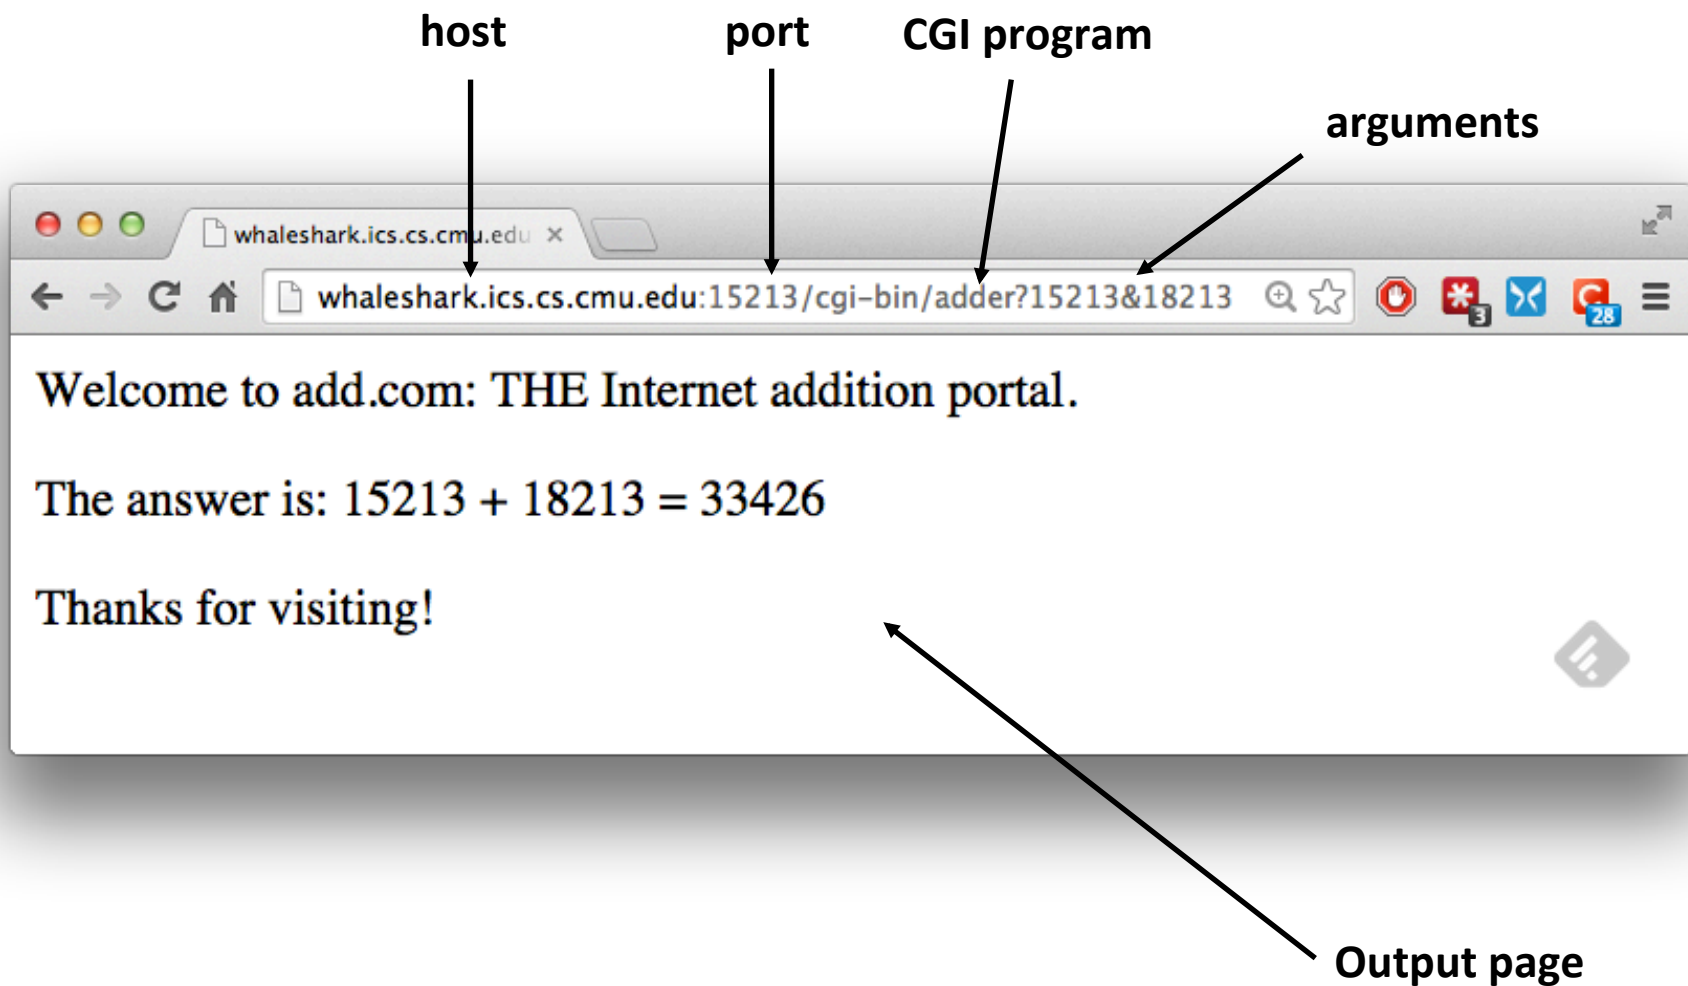 host
port
CGI program
arguments
whaleshark.ics.cs.cmu.edu
whaleshark.ics.cs.cmu.edu:15213/cgi-bin/adder?15213&18213
3
28
Welcome to add.com: THE Internet addition portal.
The answer is: 15213 + 18213 = 33426
Thanks for visiting!
Output page